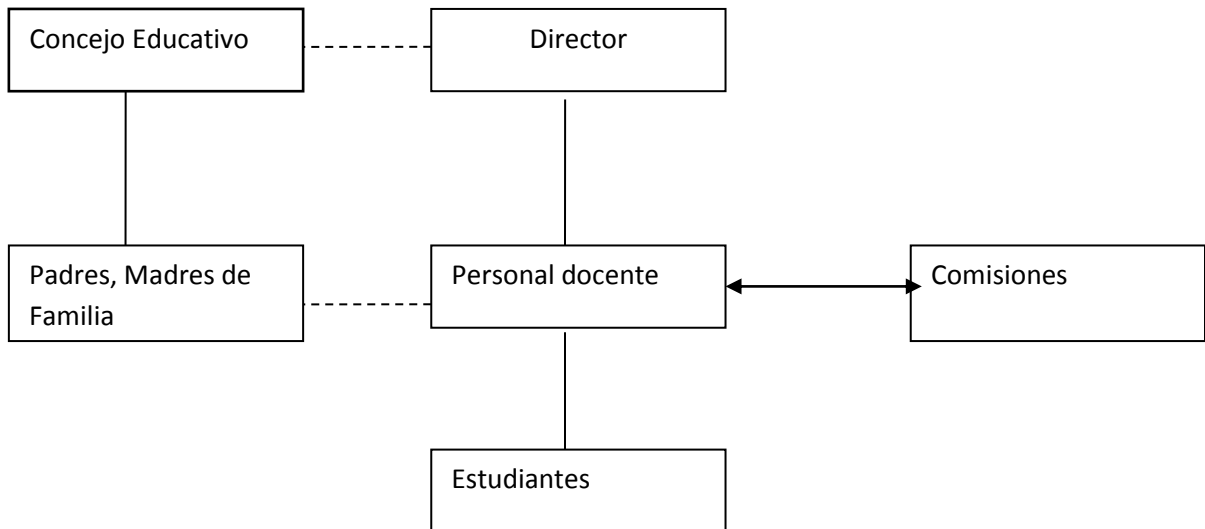 Concejo Educativo
Director
Padres, Madres de
Familia
Personal docente
Comisiones
Estudiantes